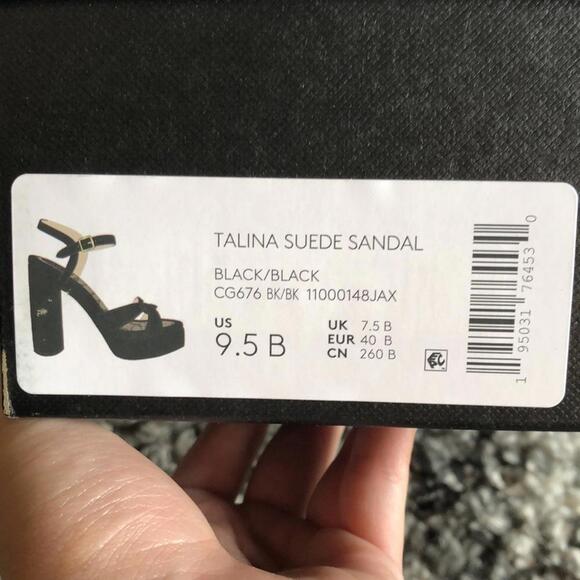 TALINA SUEDE SANDAL
BLACK/BLACK
CG676 BK/BK 11000148JAX
US
9.5 B
UK 7.5 B
EUR 40 B
CN 260 B
1 95031 76453 0